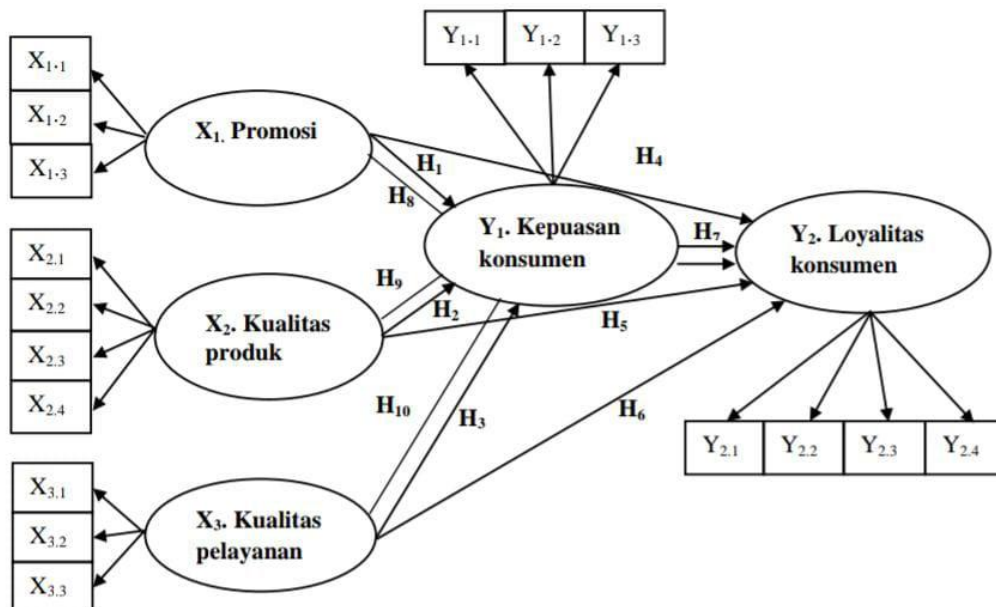 Y₁.₁ Y₁.₂ Y₁.₃
X₁.₁
X₁.₂
X₁.₃
X₁. Promosi
H₁
H₈
H₄
Y₁. Kepuasan
konsumen
H₇
Y₂. Loyalitas
konsumen
X₂.₁
X₂.₂
X₂.₃
X₂.₄
X₂. Kualitas
produk
H₉
H₂
H₅
H₁₀
H₃
H₆
Y₂.₁ Y₂.₂ Y₂.₃ Y₂.₄
X₃.₁
X₃.₂
X₃.₃
X₃. Kualitas
pelayanan